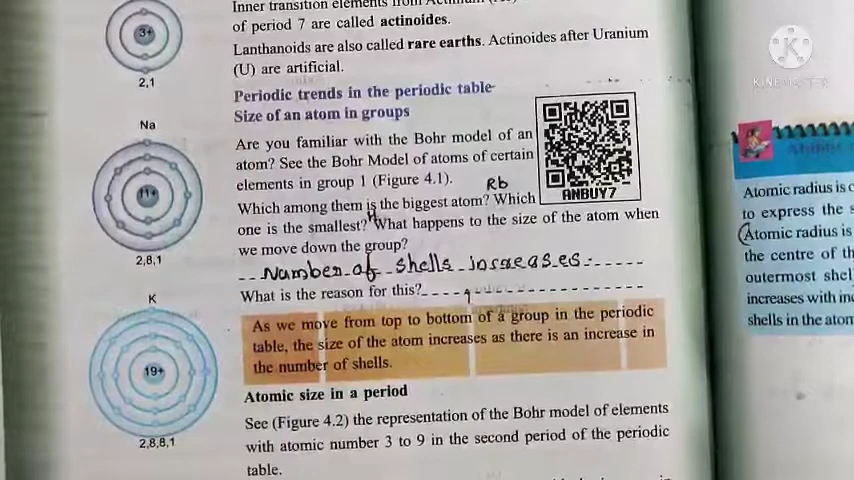 3+
2,1
Na
11+
2,8,1
K
19+
2,8,8,1
of period 7 are called actinoides.
Lanthanoids are also called rare earths. Actinoides after Uranium
(U) are artificial.
Periodic trends in the periodic table
Size of an atom in groups
Are you familiar with the Bohr model of an
atom? See the Bohr Model of atoms of certain
elements in group 1 (Figure 4.1).
Rb
Which among them is the biggest atom? Which
one is the smallest? H What happens to the size of the atom when
we move down the group?
Number of shells increases.
What is the reason for this?
As we move from top to bottom of a group in the periodic
table, the size of the atom increases as there is an increase in
the number of shells.
Atomic size in a period
See (Figure 4.2) the representation of the Bohr model of elements
with atomic number 3 to 9 in the second period of the periodic
table.
ANBUY7
K
KINEMASTER
Atomic radius is
to express the
Atomic radius is
the centre of
outermost
increases with
shells in the atom